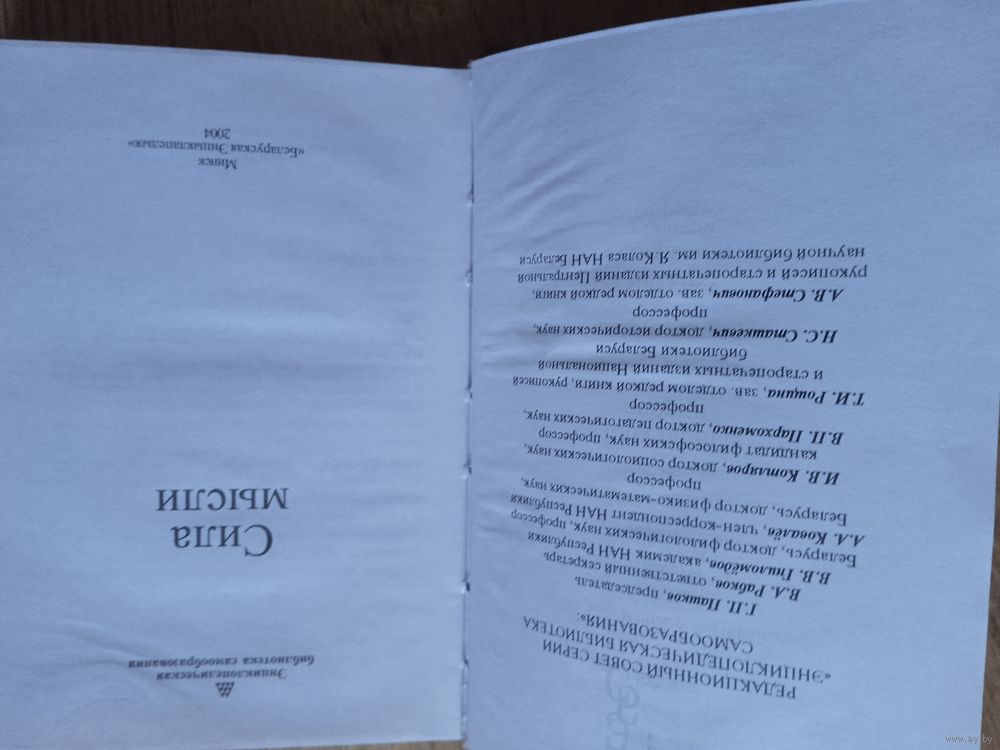 РЕДАКЦИОННЫЙ СОВЕТ СЕРИИ
«ЭНЦИКЛОПЕДИЧЕСКАЯ БИБЛИОТЕКА
САМООБРАЗОВАНИЯ»:
Г.П. Пашков, председатель
В.А. Рабков, ответственный секретарь
В.В. Гниломёдов, академик НАН Республики
Беларусь, доктор филологических наук, профессор
А.А. Ковалёв, член-корреспондент НАН Республики
Беларусь, доктор физико-математических наук,
профессор
И.В. Котляров, доктор социологических наук,
кандидат философских наук, профессор
В.П. Пархоменко, доктор педагогических наук,
профессор
Т.И. Рощина, зав. отделом редкой книги, рукописей
и старопечатных изданий Национальной
библиотеки Беларуси
Н.С. Сташкевич, доктор исторических наук,
профессор
А.В. Стефанович, зав. отделом редкой книги,
рукописей и старопечатных изданий Центральной
научной библиотеки им. Я.Коласа НАН Беларуси
Энциклопедическая
библиотека самообразования
Сила
МЫСЛИ
Минск
«Беларуская Энцыклапедыя»
2004
www.ay.by